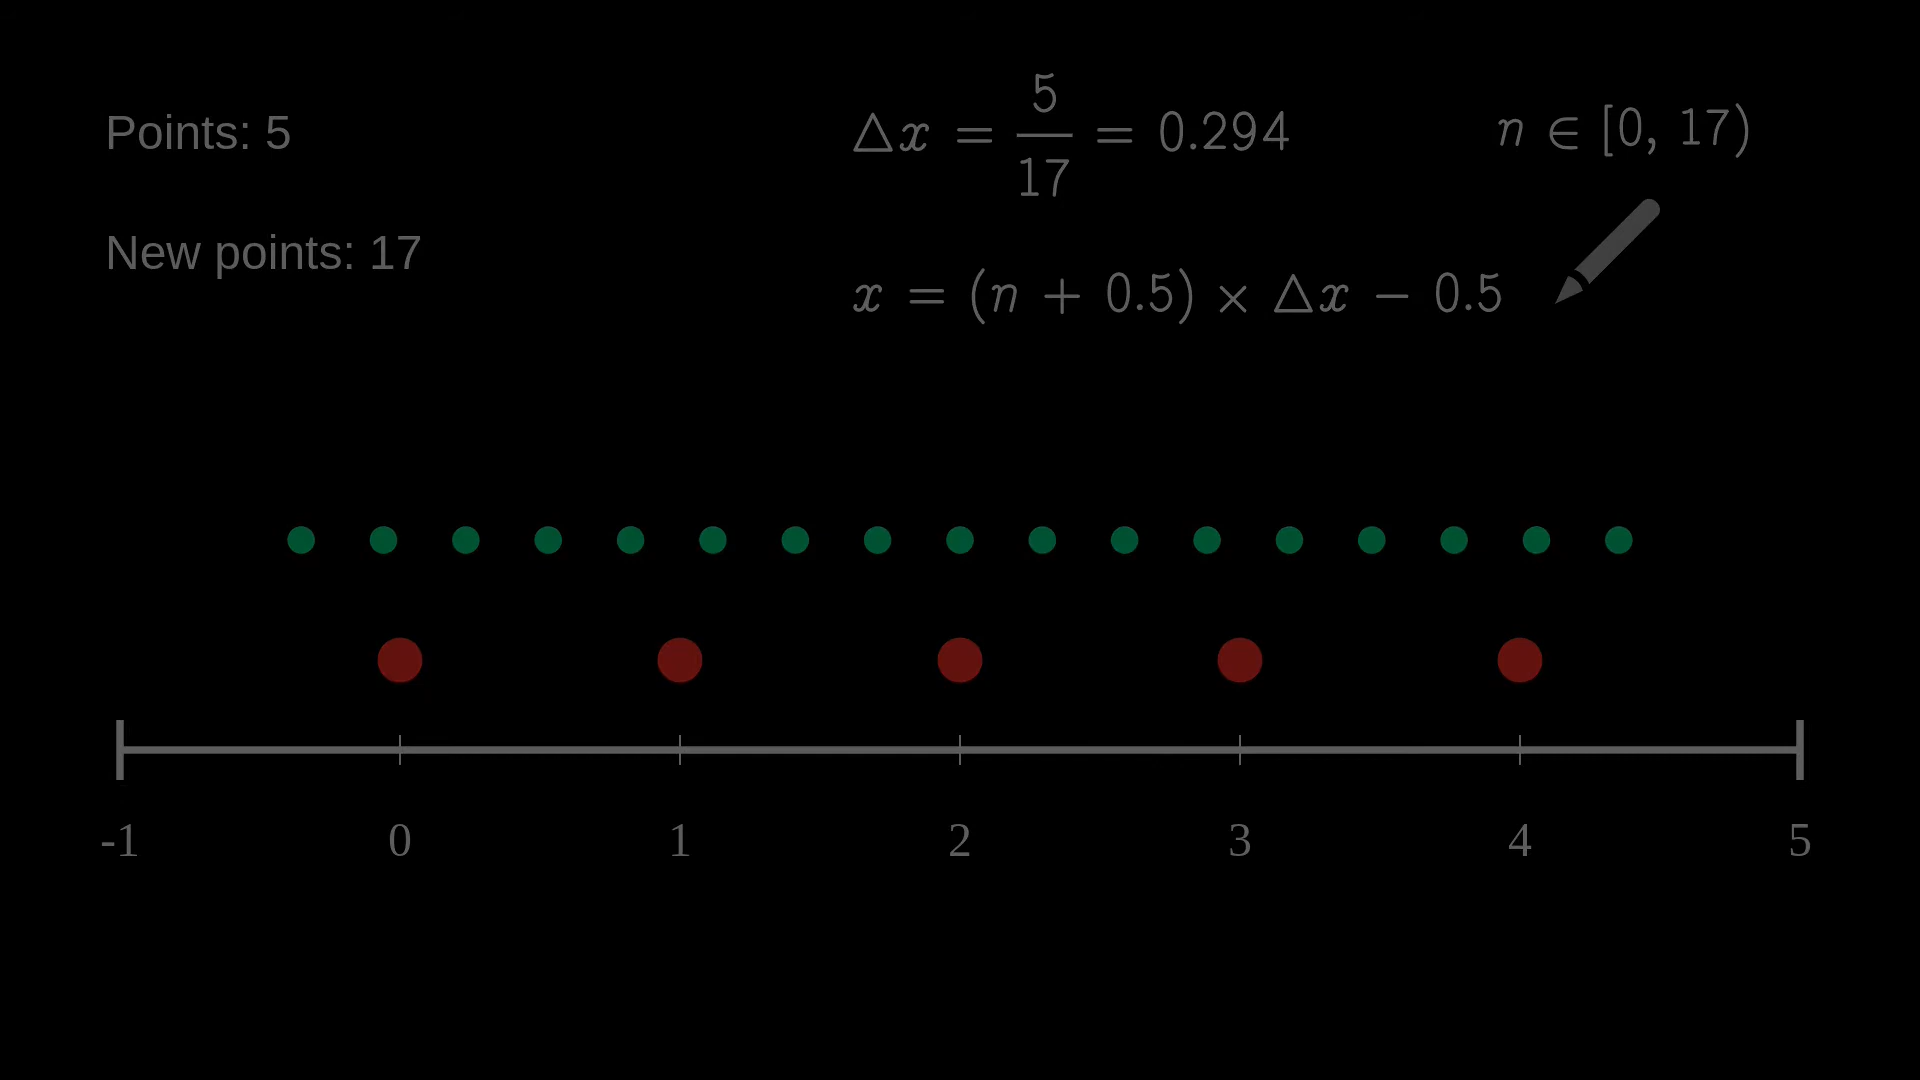 Points: 5
Δx = 5/17 = 0.294
n ∈ [0, 17)
New points: 17
x = (n + 0.5) × Δx − 0.5
-1 0 1 2 3 4 5